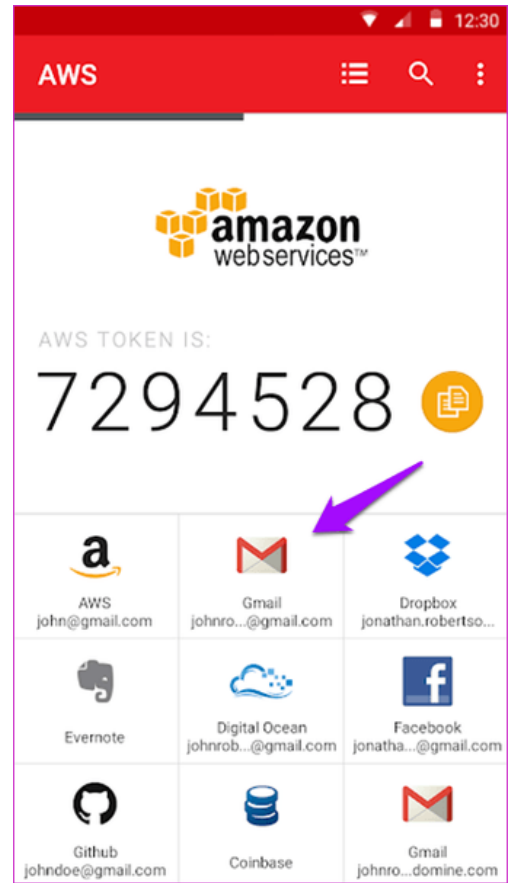 12:30
AWS
amazon
webservices™
AWS TOKEN IS:
7294528
a
AWS
john@gmail.com
Gmail
johnro...@gmail.com
Dropbox
jonathan.robertso...
Evernote
Digital Ocean
johnrob...@gmail.com
f
Facebook
jonatha...@gmail.com
Github
johndoe@gmail.com
Coinbase
Gmail
johnro...domine.com